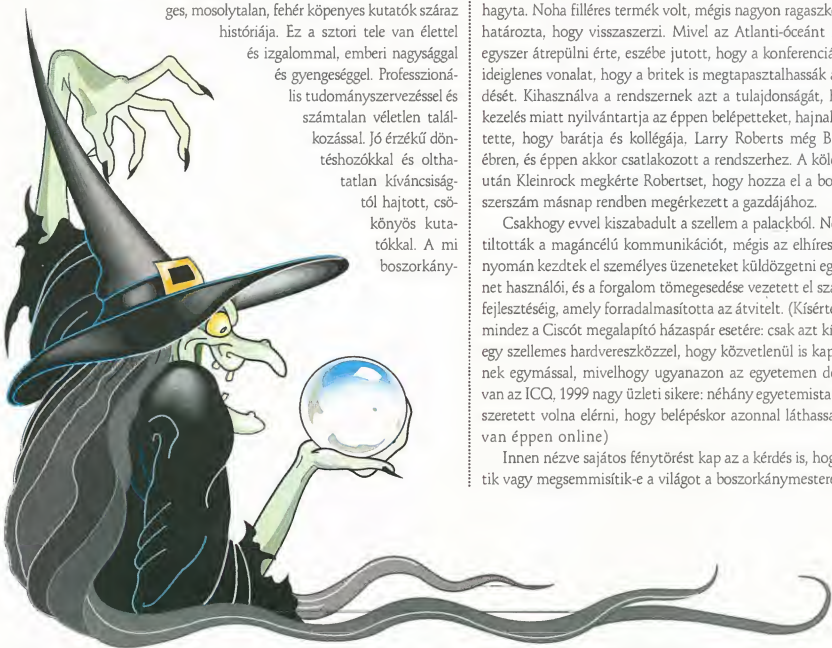 ges, mosolytalan, fehér köpenyes kutatók száraz
históriája. Ez a sztori tele van élettel
és izgalommal, emberi nagysággal
és gyengeséggel. Professzioná-
lis tudományszervezéssel és
számtalan véletlen talál-
kozással. Jó érzékű dön-
téshozókkal és oltha-
tatlan kíváncsiság-
tól hajtott, csö-
könyös kuta-
tókkal. A mi
boszorkány-
hagyta. Noha filléres termék volt, mégis nagyon ragaszk
határozta, hogy visszaszerzi. Mivel az Atlanti-óceánt
egyszer átrepülni érte, eszébe jutott, hogy a konferenciá
ideiglenes vonalat, hogy a britek is megtapasztalhassák
dését. Kihasználva a rendszernek azt a tulajdonságát,
kezelés miatt nyilvántartja az éppen belépetteket, hajnal
tette, hogy barátja és kollégája, Larry Roberts még B
ébren, és éppen akkor csatlakozott a rendszerhez. A köl
után Kleinrock megkérte Robertset, hogy hozza el a bo
szerszám másnap rendben megérkezett a gazdájához.
Csakhogy evvel kiszabadult a szellem a palackból. N
tiltották a magáncélú kommunikációt, mégis az elhíres
nyomán kezdtek el személyes üzeneteket küldözgetni eg
net használói, és a forgalom tömegesedése vezetett el sz
fejlesztéséig, amely forradalmasította az átvitelt. (Kísérte
mindez a Ciscót megalapító házaspár esetére: csak azt kí
egy szellemes hardvereszközzel, hogy közvetlenül is kap
nek egymással, mivelhogy ugyanazon az egyetemen do
van az ICQ, 1999 nagy üzleti sikere: néhány egyetemista
szeretett volna elérni, hogy belépéskor azonnal láthass
van éppen online)
Innen nézve sajátos fénytörést kap az a kérdés is, hog
tik vagy megsemmisítik-e a világot a boszorkánymester